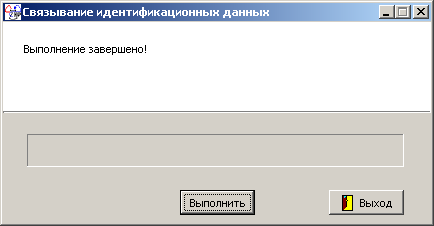 Связывание идентификационных данных
Выполнение завершено!
Выполнить
Выход